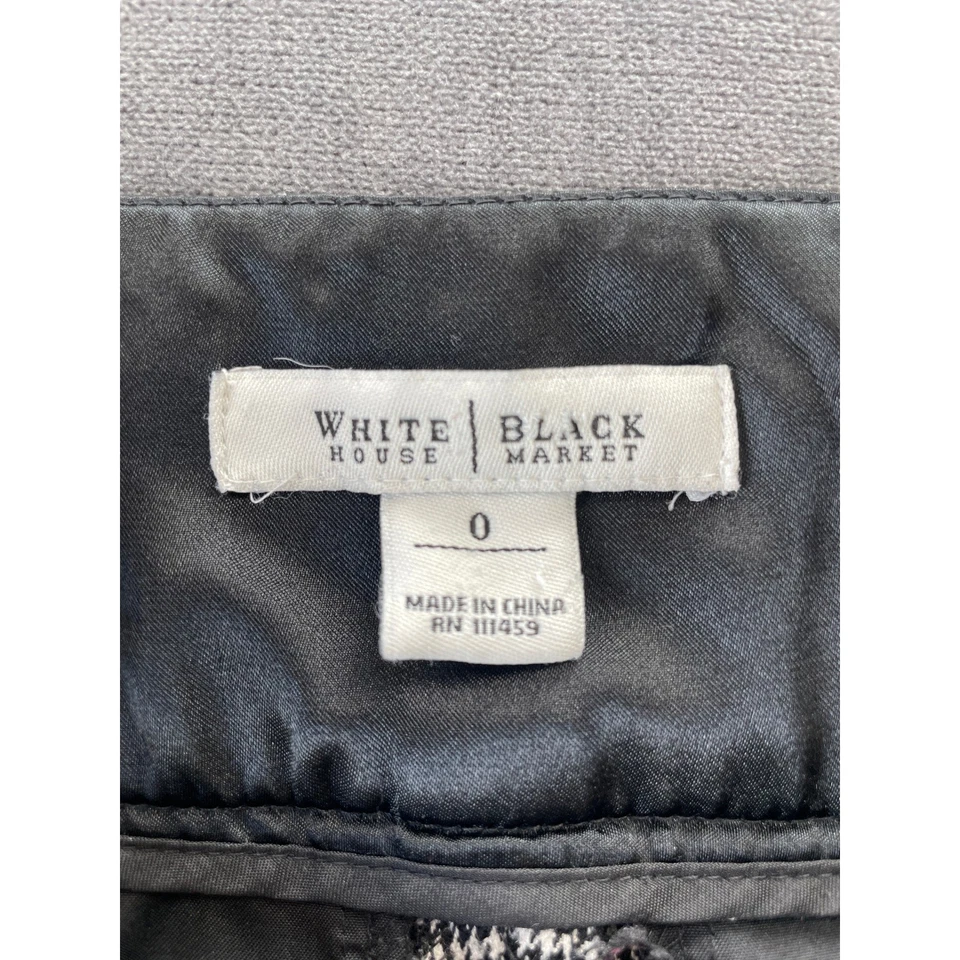 WHITE | BLACK
HOUSE MARKET
0
MADE IN CHINA
RN 111459